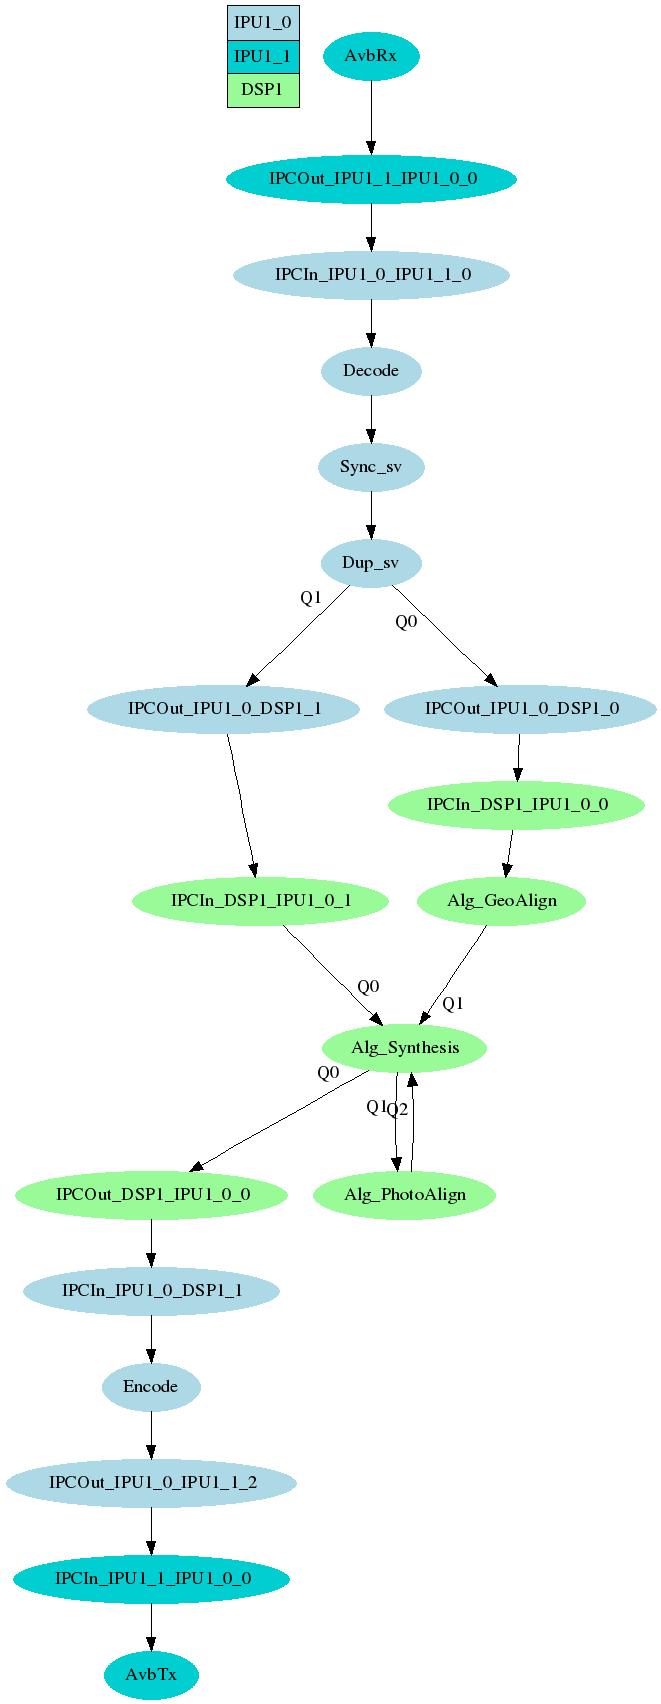 IPU1_0
IPU1_1
DSP1
AvbRx
IPCOut_IPU1_1_IPU1_0_0
IPCIn_IPU1_0_IPU1_1_0
Decode
Sync_sv
Dup_sv
Q1
Q0
IPCOut_IPU1_0_DSP1_1
IPCOut_IPU1_0_DSP1_0
IPCIn_DSP1_IPU1_0_0
IPCIn_DSP1_IPU1_0_1
Alg_GeoAlign
Q0
Q1
Alg_Synthesis
Q0
Q1
Q2
IPCOut_DSP1_IPU1_0_0
Alg_PhotoAlign
IPCIn_IPU1_0_DSP1_1
Encode
IPCOut_IPU1_0_IPU1_1_2
IPCIn_IPU1_1_IPU1_0_0
AvbTx